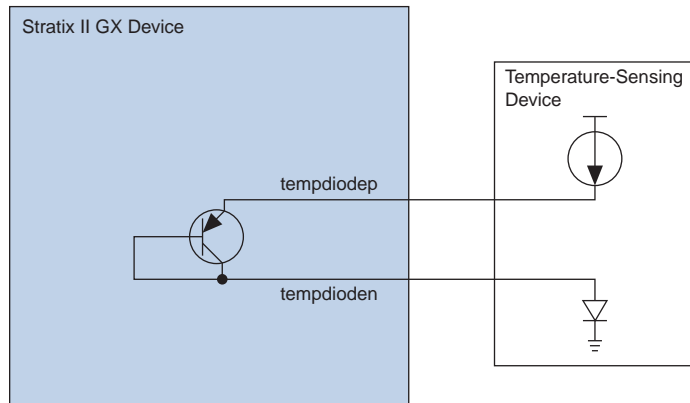 Stratix II GX Device
Temperature-Sensing
Device
tempdiodep
tempdioden